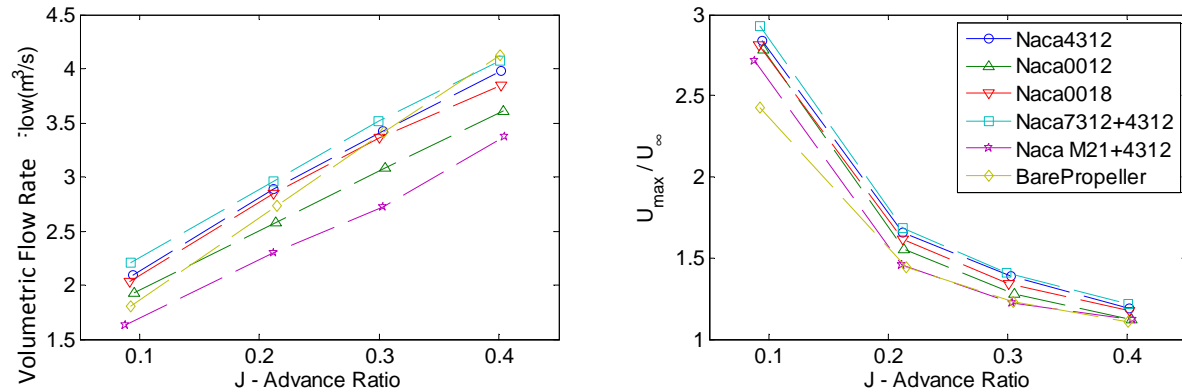 Volumetric Flow Rate
low(m³/s)
4.5
4
3.5
3
2.5
2
1.5
0.1
0.2
0.3
0.4
J - Advance Ratio
U_max / U_∞
3
2.5
2
1.5
1
0.1
0.2
0.3
0.4
J - Advance Ratio
Naca4312
Naca0012
Naca0018
Naca7312+4312
Naca M21+4312
BarePropeller